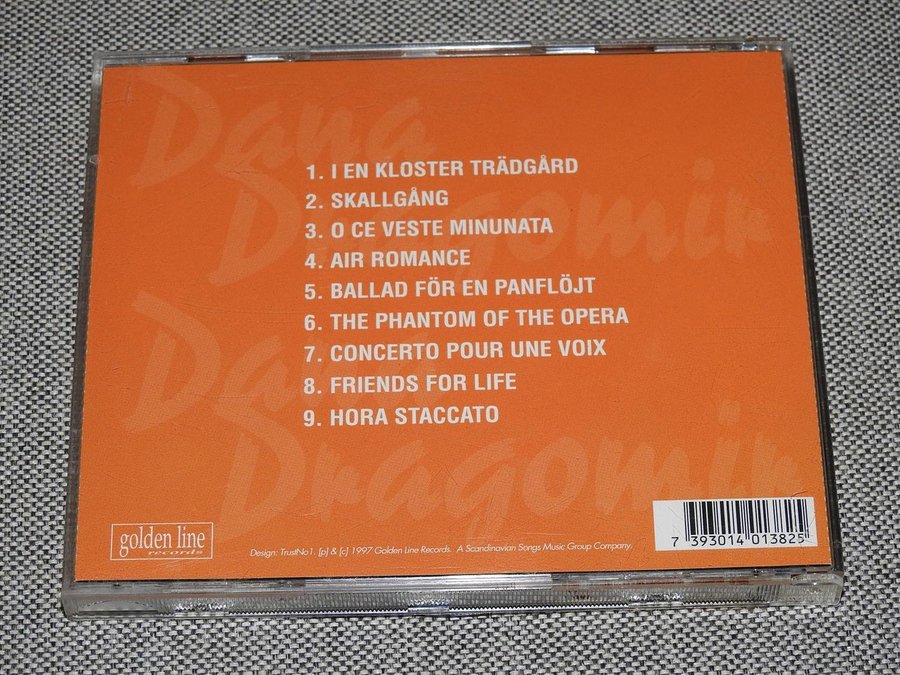 Dana
Dragomir
Dana
Dragomir
1. I EN KLOSTER TRÄDGÅRD
2. SKALLGÅNG
3. O CE VESTE MINUNATA
4. AIR ROMANCE
5. BALLAD FÖR EN PANFLÖJT
6. THE PHANTOM OF THE OPERA
7. CONCERTO POUR UNE VOIX
8. FRIENDS FOR LIFE
9. HORA STACCATO
golden line
records
Design: TrustNo1. [p] & [c] 1997 Golden Line Records. A Scandinavian Songs Music Group Company.
7 393014 013825